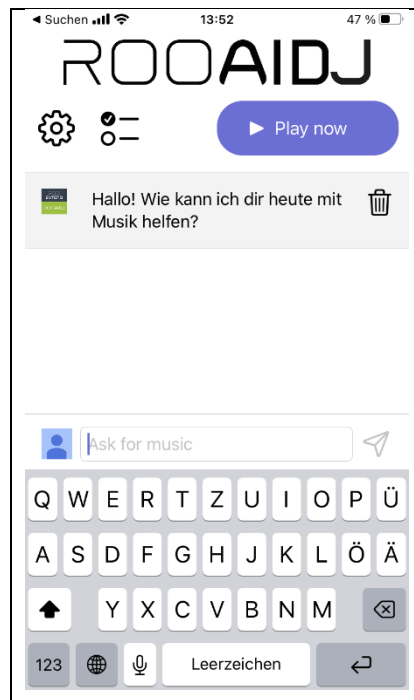 ◀ Suchen
13:52
47 %
ROOAIDJ
▶ Play now
Hallo! Wie kann ich dir heute mit
Musik helfen?
Ask for music
Q W E R T Z U I O P Ü
A S D F G H J K L Ö Ä
Y X C V B N M
123 Leerzeichen